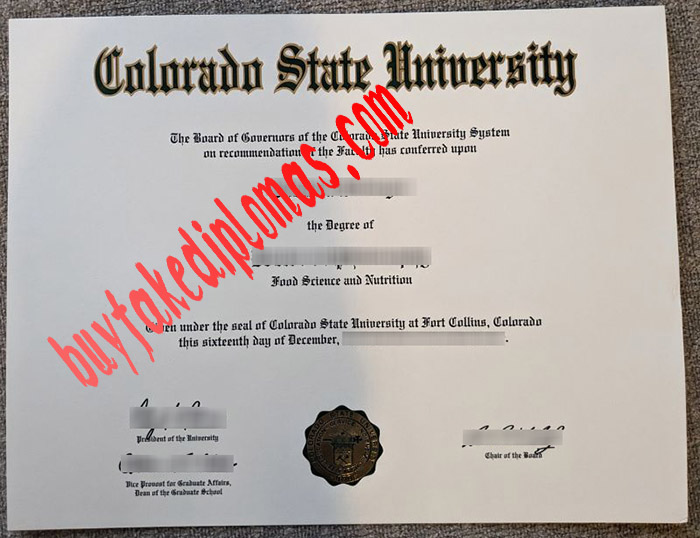 Colorado State University
The Board of Governors of the Colorado State University System
on recommendation of the Faculty has conferred upon
the Degree of
Food Science and Nutrition
Given under the seal of Colorado State University at Fort Collins, Colorado
this sixteenth day of December, .
buyfakediplomas.com
President of the University
Vice Provost for Graduate Affairs,
Dean of the Graduate School
Chair of the Board